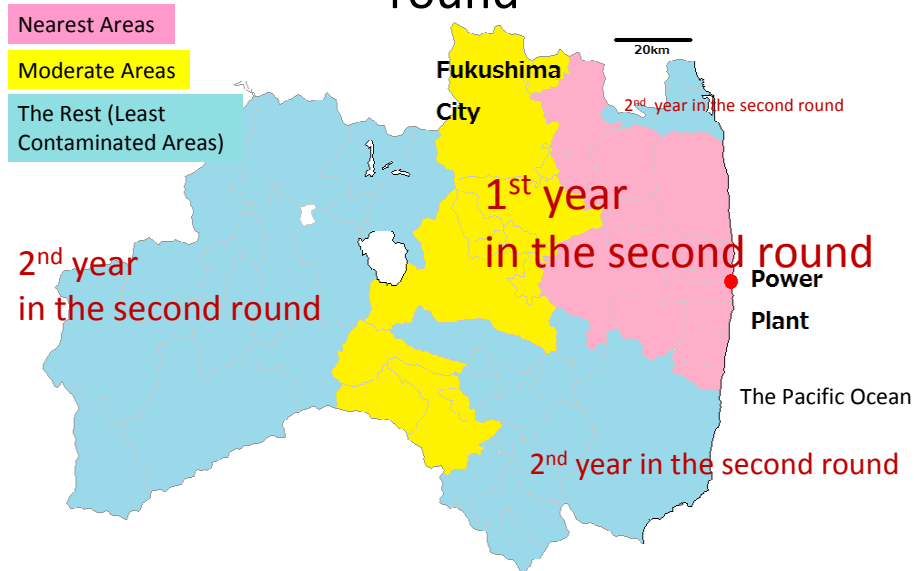 round
Nearest Areas
Moderate Areas
The Rest (Least
Contaminated Areas)
20km
Fukushima
City
2nd year in the second round
1st year
in the second round
2nd year
in the second round
Power
Plant
The Pacific Ocean
2nd year in the second round